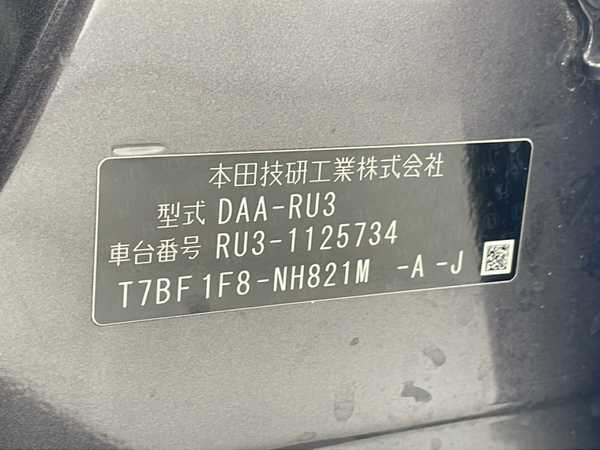 本田技研工業株式会社
型式 DAA-RU3
車台番号 RU3-1125734
T7BF1F8-NH821M -A-J